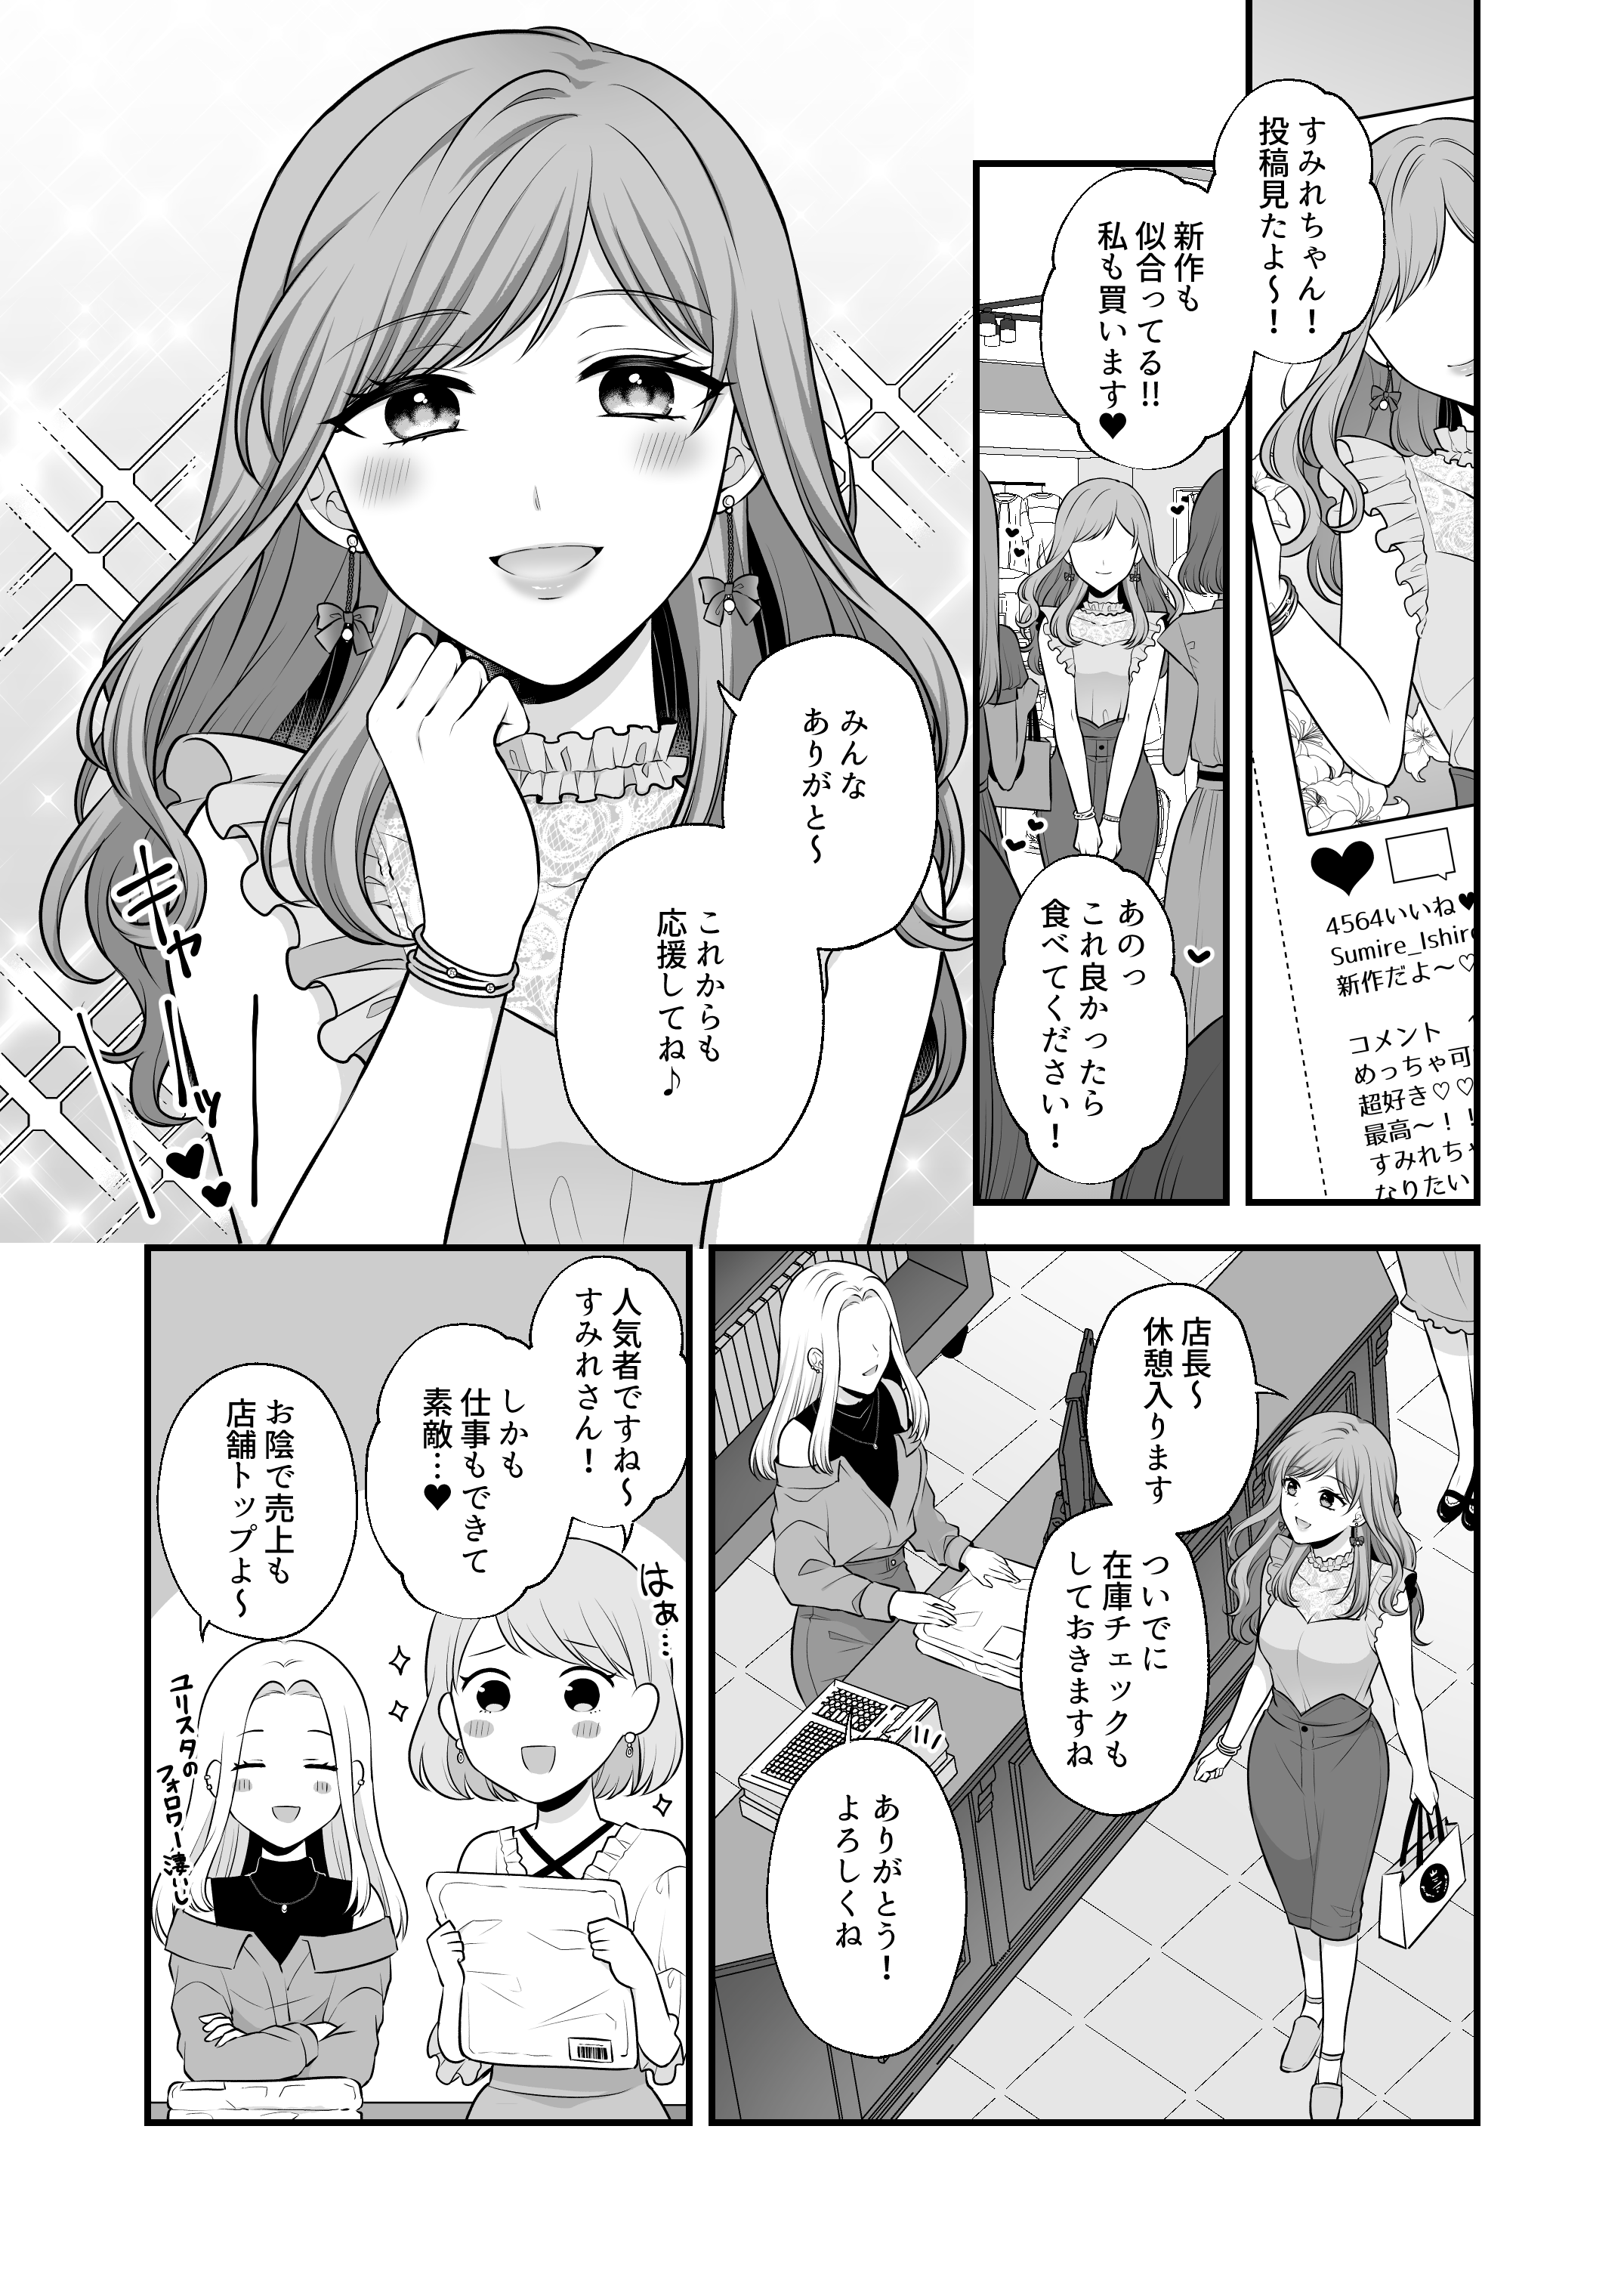 すみれちゃん！
投稿見たよ～！
4564いいね♥
Sumire_Ishir
新作だよ～♡
コメント
めっちゃ可
超好き♡♡
最高～！！
すみれち
なりたい
新作も
似合ってる!!
私も買います♥
あのっ
これ良かったら
食べてください！
みんな
ありがと～
これからも
応援してね♪
キャーッ♥♥
店長～
休憩入ります
ついでに
在庫チェックも
しておきますね
ありがとう！
よろしくね
人気者ですね～
すみれさん！
しかも
仕事もできて
素敵…♥
はぁ…
お陰で売上も
店舗トップよ～
ユリスタの
フォロワー凄いし